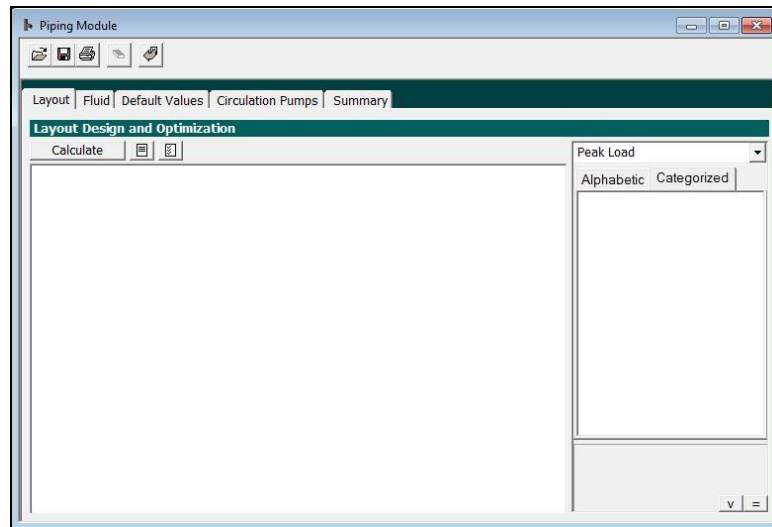 Piping Module
Layout Fluid Default Values Circulation Pumps Summary
Layout Design and Optimization
Calculate
Peak Load
Alphabetic Categorized
v =